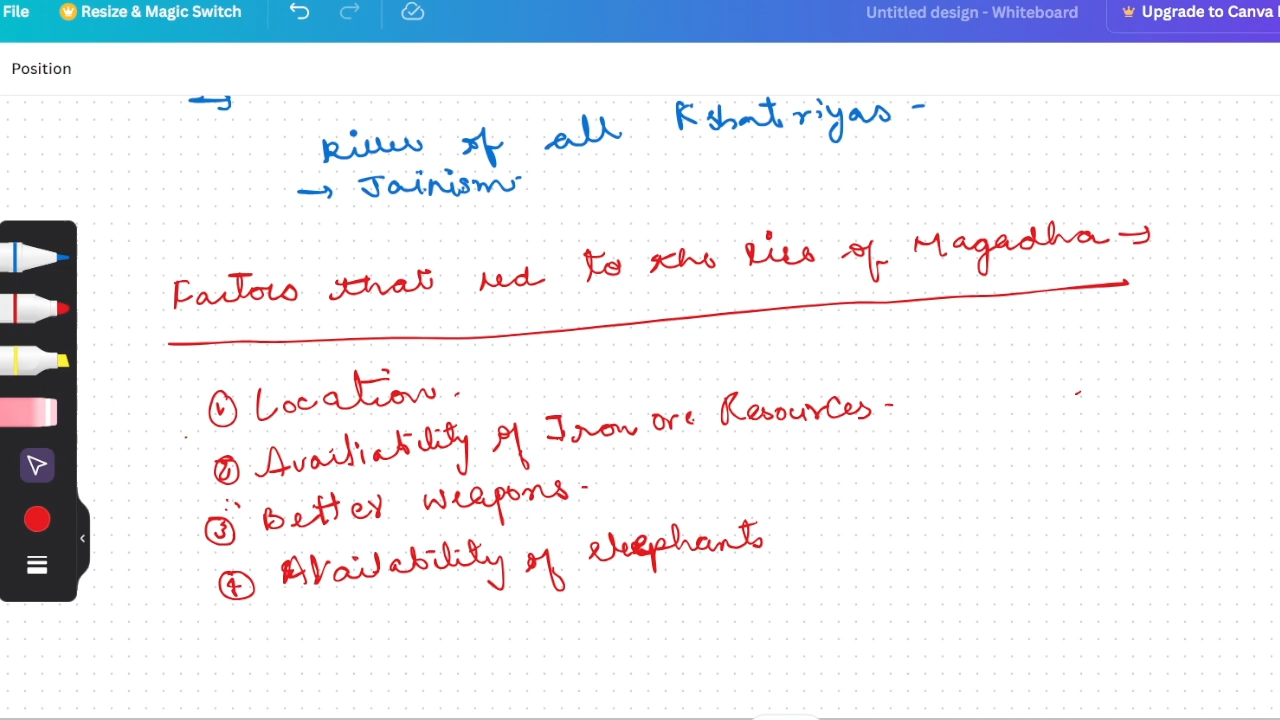 File Resize & Magic Switch Untitled design - Whiteboard Upgrade to Canva
Position
Killer of all Kshatriyas -
→ Jainism
Factors that led to the Rise of Magadha →
① Location.
② Availiability of Iron ore Resources -
③ Better weapons -
④ Availability of elephants